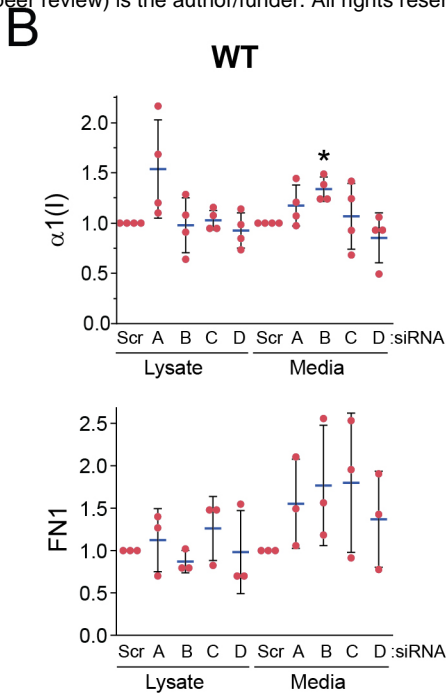 peer review) is the author/funder. All rights reser
B
WT
α1(I)
2.0
1.5
1.0
0.5
0.0
Scr A B C D Scr A B C D :siRNA
*
Lysate Media
FN1
2.5
2.0
1.5
1.0
0.5
0.0
Scr A B C D Scr A B C D :siRNA
Lysate Media